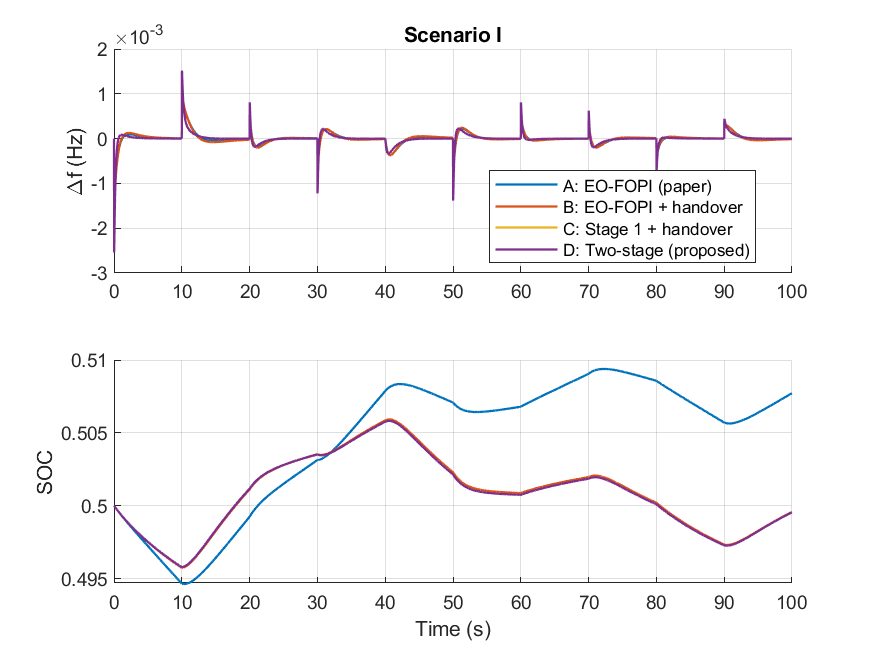 Scenario I
×10⁻³
2
1
0
-1
-2
-3
Δf (Hz)
A: EO-FOPI (paper)
B: EO-FOPI + handover
C: Stage 1 + handover
D: Two-stage (proposed)
0 10 20 30 40 50 60 70 80 90 100
0.51
0.505
0.5
0.495
SOC
0 10 20 30 40 50 60 70 80 90 100
Time (s)